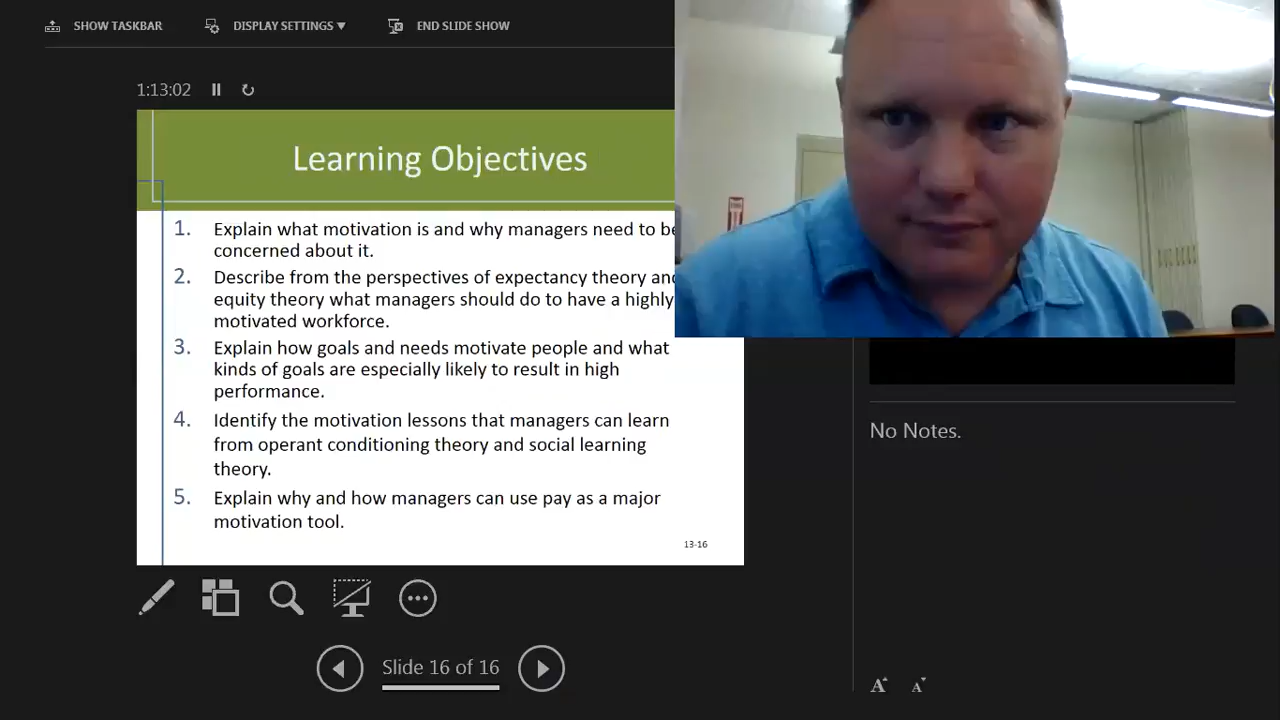 SHOW TASKBAR DISPLAY SETTINGS ▼ END SLIDE SHOW
1:13:02
Learning Objectives
1. Explain what motivation is and why managers need to be
concerned about it.
2. Describe from the perspectives of expectancy theory and
equity theory what managers should do to have a highly
motivated workforce.
3. Explain how goals and needs motivate people and what
kinds of goals are especially likely to result in high
performance.
4. Identify the motivation lessons that managers can learn
from operant conditioning theory and social learning
theory.
5. Explain why and how managers can use pay as a major
motivation tool.
13-16
No Notes.
Slide 16 of 16
A A